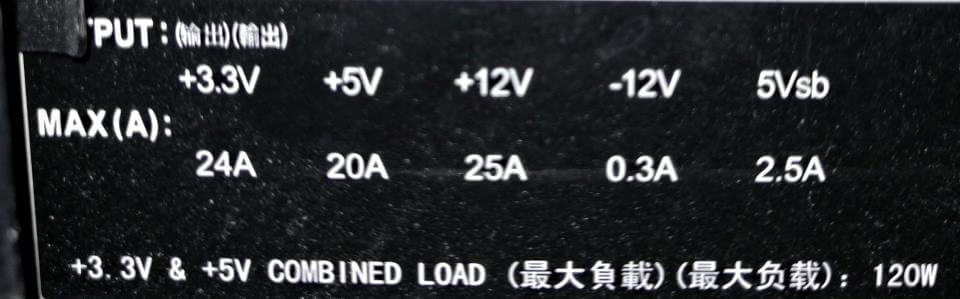 PUT: (输出)(輸出)
+3.3V +5V +12V -12V 5Vsb
MAX(A):
24A 20A 25A 0.3A 2.5A
+3.3V & +5V COMBINED LOAD (最大負載)(最大负载): 120W